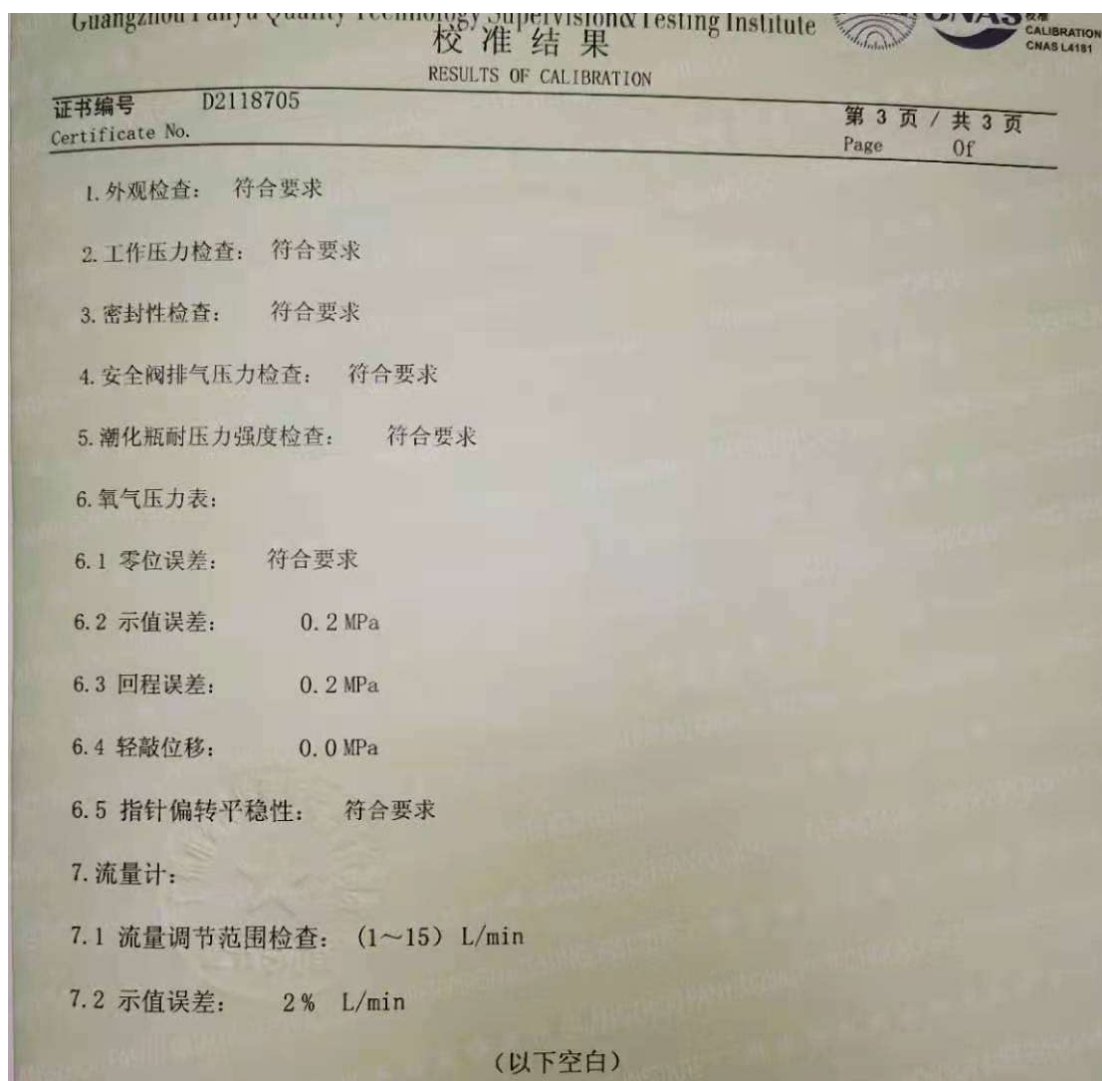 Guangzhou Panyu Quality Technology Supervision&Testing Institute
校准
CALIBRATION
CNAS L4181
校准结果
RESULTS OF CALIBRATION
证书编号 D2118705
Certificate No.
第 3 页 / 共 3 页
Page Of
1.外观检查: 符合要求
2.工作压力检查: 符合要求
3.密封性检查: 符合要求
4.安全阀排气压力检查: 符合要求
5.潮化瓶耐压力强度检查: 符合要求
6.氧气压力表:
6.1 零位误差: 符合要求
6.2 示值误差: 0.2MPa
6.3 回程误差: 0.2MPa
6.4 轻敲位移: 0.0MPa
6.5 指针偏转平稳性: 符合要求
7.流量计:
7.1 流量调节范围检查: (1～15) L/min
7.2 示值误差: 2% L/min
(以下空白)